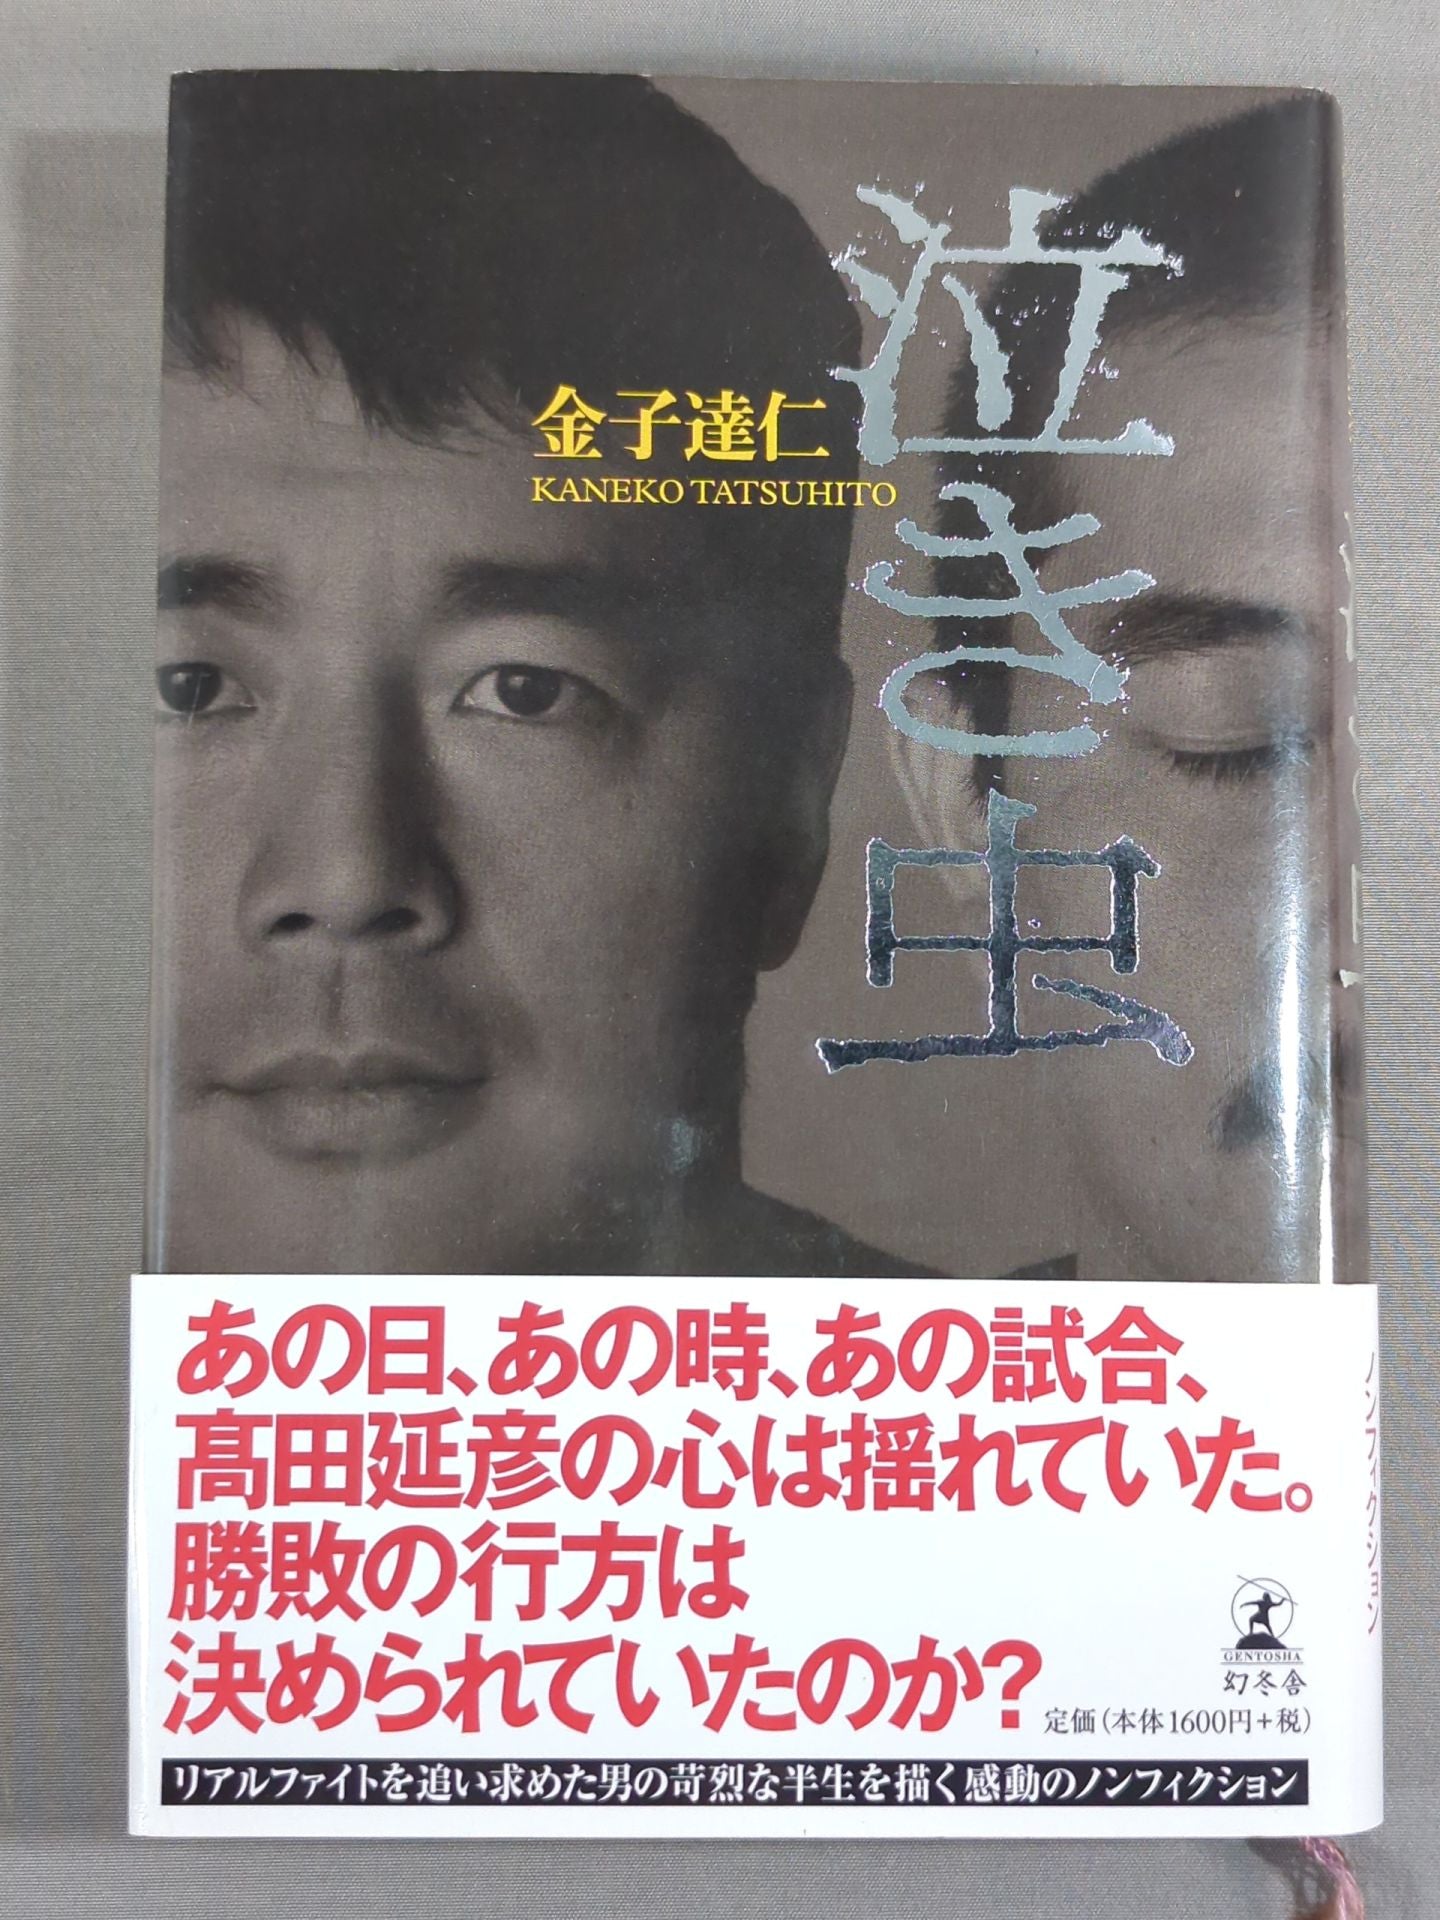 泣き虫
金子達仁
KANEKO TATSUHITO
あの日、あの時、あの試合、
髙田延彦の心は揺れていた。
勝敗の行方は
決められていたのか?
GENTOSHA
幻冬舎
定価(本体1600円+税)
リアルファイトを追い求めた男の苛烈な半生を描く感動のノンフィクション
ノンフィクション